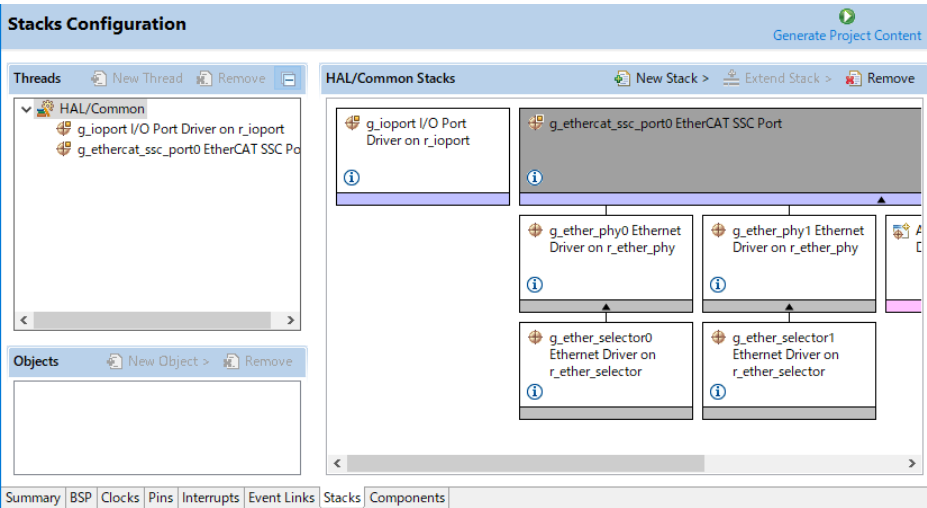 Stacks Configuration
Generate Project Content
Threads
New Thread
Remove
HAL/Common
g_ioport I/O Port Driver on r_ioport
g_ethercat_ssc_port0 EtherCAT SSC Po
Objects
New Object >
Remove
HAL/Common Stacks
New Stack >
Extend Stack >
Remove
g_ioport I/O Port
Driver on r_ioport
g_ethercat_ssc_port0 EtherCAT SSC Port
g_ether_phy0 Ethernet
Driver on r_ether_phy
g_ether_phy1 Ethernet
Driver on r_ether_phy
g_ether_selector0
Ethernet Driver on
r_ether_selector
g_ether_selector1
Ethernet Driver on
r_ether_selector
Summary
BSP
Clocks
Pins
Interrupts
Event Links
Stacks
Components